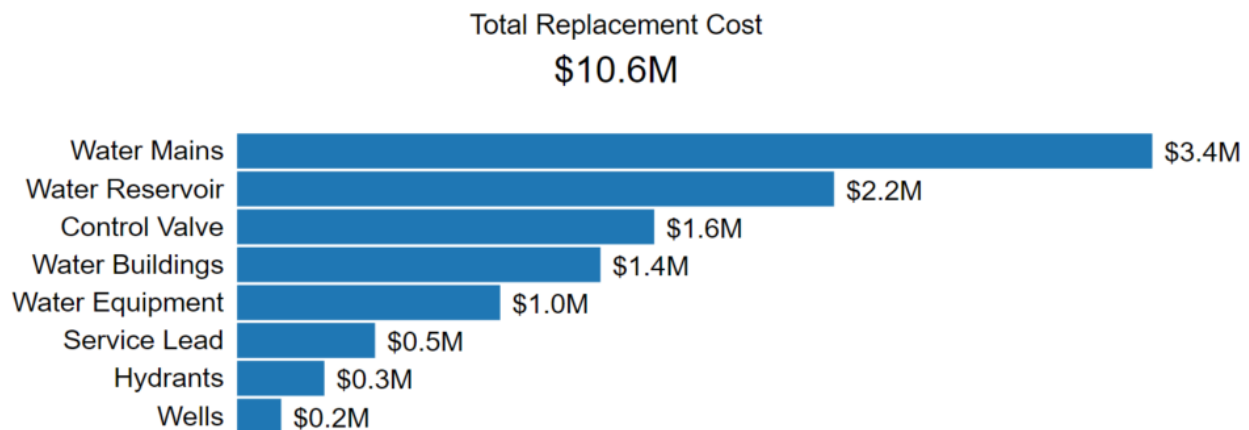 Total Replacement Cost
$10.6M
Water Mains $3.4M
Water Reservoir $2.2M
Control Valve $1.6M
Water Buildings $1.4M
Water Equipment $1.0M
Service Lead $0.5M
Hydrants $0.3M
Wells $0.2M